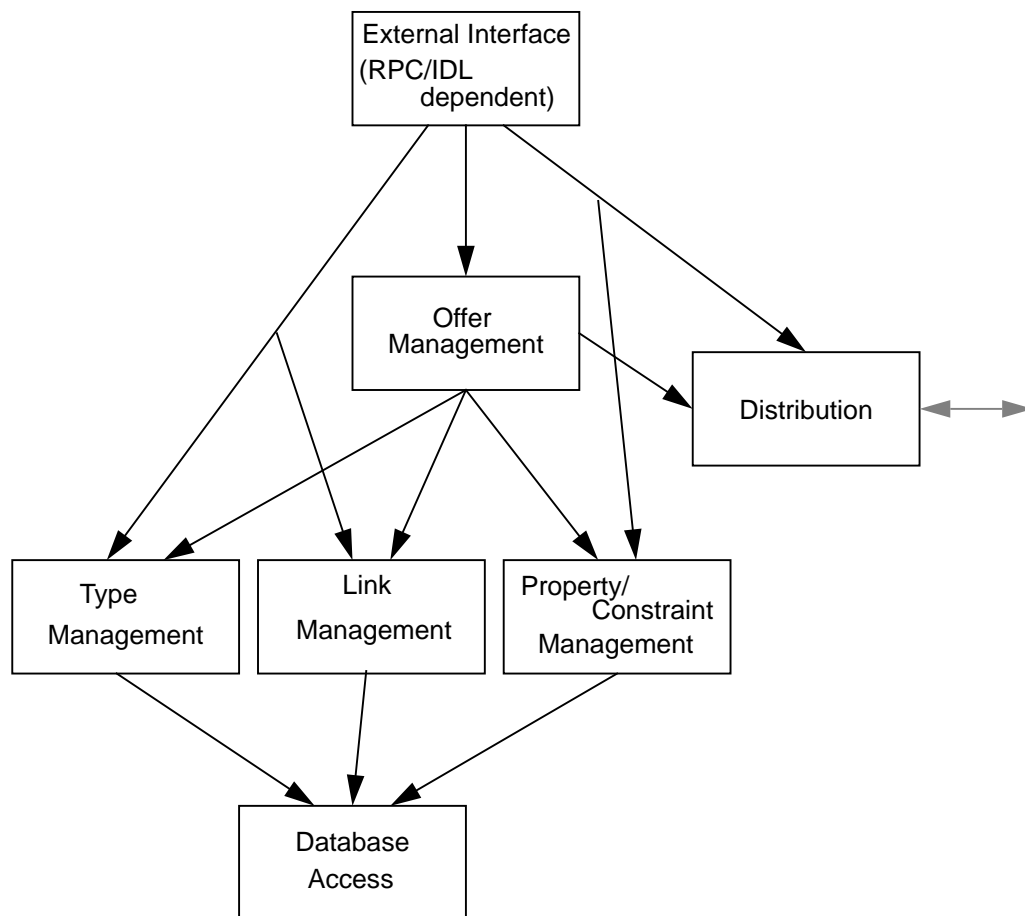 External Interface
(RPC/IDL
dependent)
Offer
Management
Distribution
Type
Management
Link
Management
Property/
Constraint
Management
Database
Access